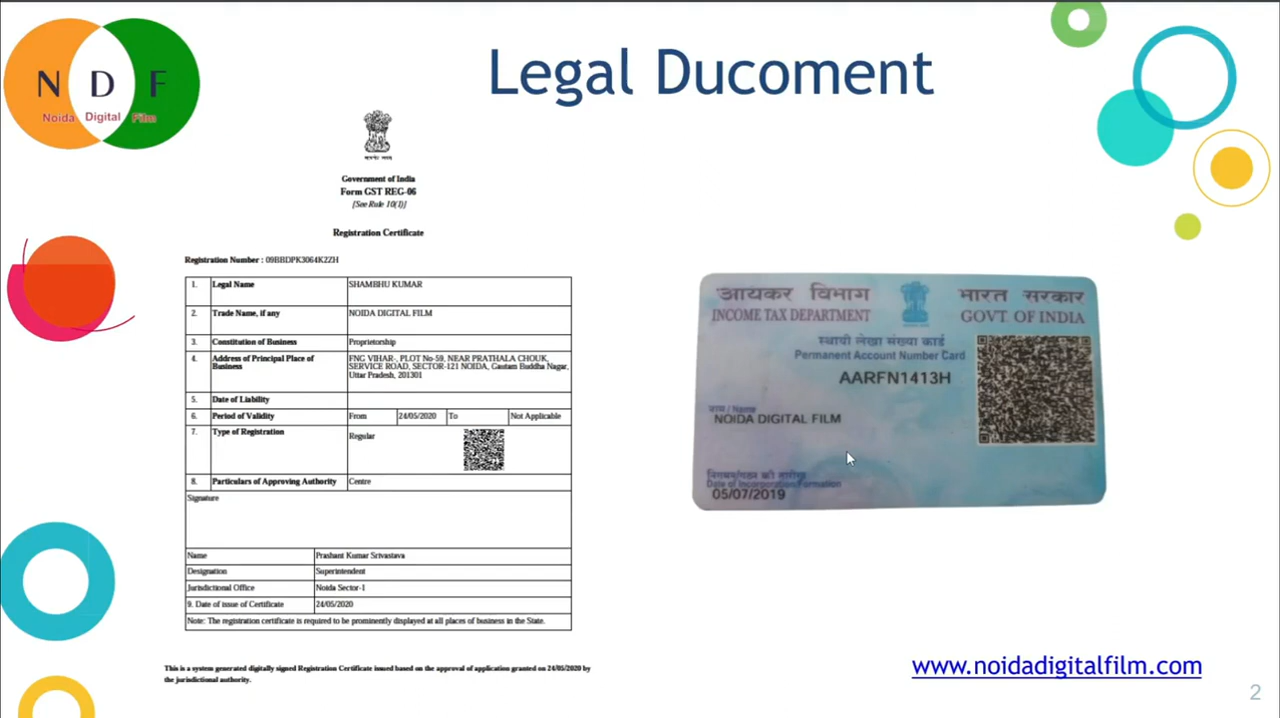 N D F
Noida Digital Film
Legal Ducoment
Government of India
Form GST REG-06
[See Rule 10(1)]
Registration Certificate
Registration Number : 09BBDPK3064K2ZH
1. Legal Name SHAMBHU KUMAR
2. Trade Name, if any NOIDA DIGITAL FILM
3. Constitution of Business Proprietorship
4. Address of Principal Place of Business FNG VIHAR-, PLOT No-59, NEAR PRATHALA CHOUK, SERVICE ROAD, SECTOR-121 NOIDA, Gautam Buddha Nagar, Uttar Pradesh, 201301
5. Date of Liability
6. Period of Validity From 24/05/2020 To Not Applicable
7. Type of Registration Regular
8. Particulars of Approving Authority Centre
Signature
Name Prashant Kumar Srivastava
Designation Superintendent
Jurisdictional Office Noida Sector-1
9. Date of issue of Certificate 24/05/2020
Note: The registration certificate is required to be prominently displayed at all places of business in the State.
This is a system generated digitally signed Registration Certificate issued based on the approval of application granted on 24/05/2020 by
the jurisdictional authority.
आयकर विभाग भारत सरकार
INCOME TAX DEPARTMENT GOVT OF INDIA
स्थायी लेखा संख्या कार्ड
Permanent Account Number Card
AARFN1413H
नाम / Name
NOIDA DIGITAL FILM
Date of Incorporation/Formation
05/07/2019
www.noidadigitalfilm.com
2